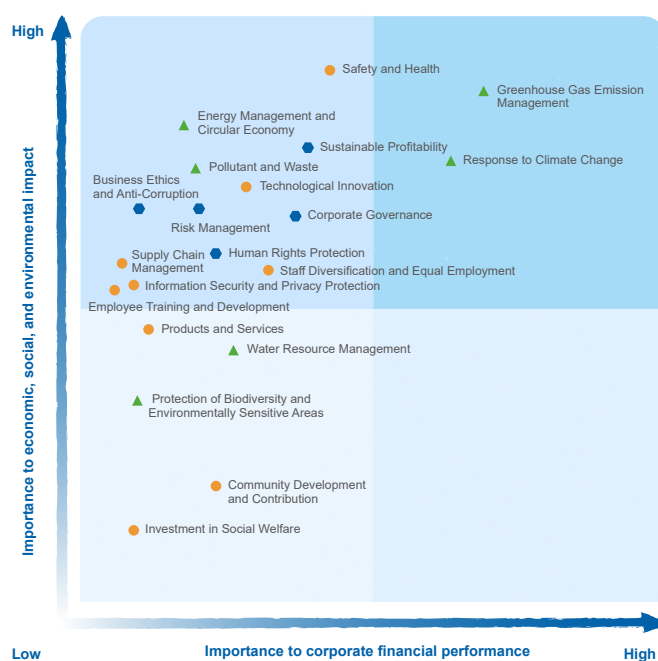 High
Safety and Health
Greenhouse Gas Emission
Management
Energy Management and
Circular Economy
Sustainable Profitability
Response to Climate Change
Pollutant and Waste
Business Ethics
and Anti-Corruption
Technological Innovation
Risk Management
Corporate Governance
Supply Chain
Management
Human Rights Protection
Staff Diversification and Equal Employment
Information Security and Privacy Protection
Employee Training and Development
Products and Services
Water Resource Management
Protection of Biodiversity and
Environmentally Sensitive Areas
Community Development
and Contribution
Investment in Social Welfare
Importance to economic, social, and environmental impact
Low
Importance to corporate financial performance
High